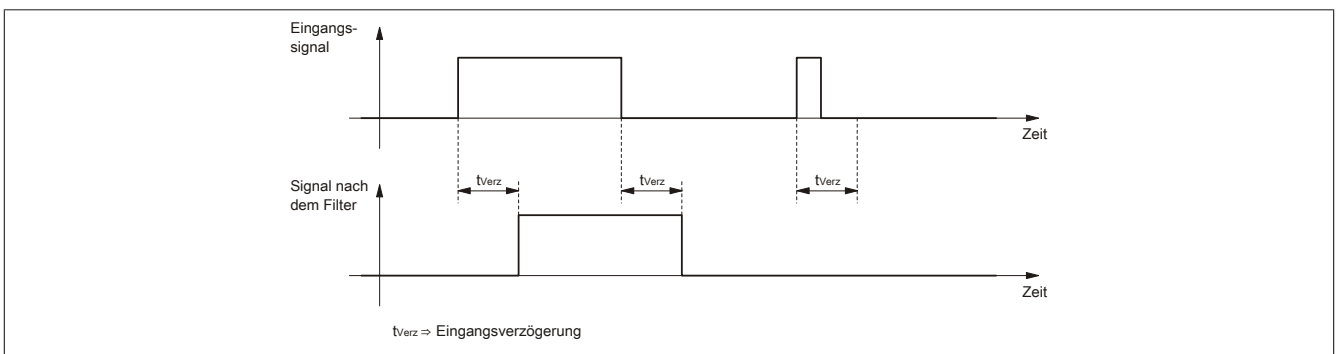 Eingangs-
signal
Zeit
tVerz
tVerz
tVerz
Signal nach
dem Filter
Zeit
tVerz ⇒ Eingangsverzögerung